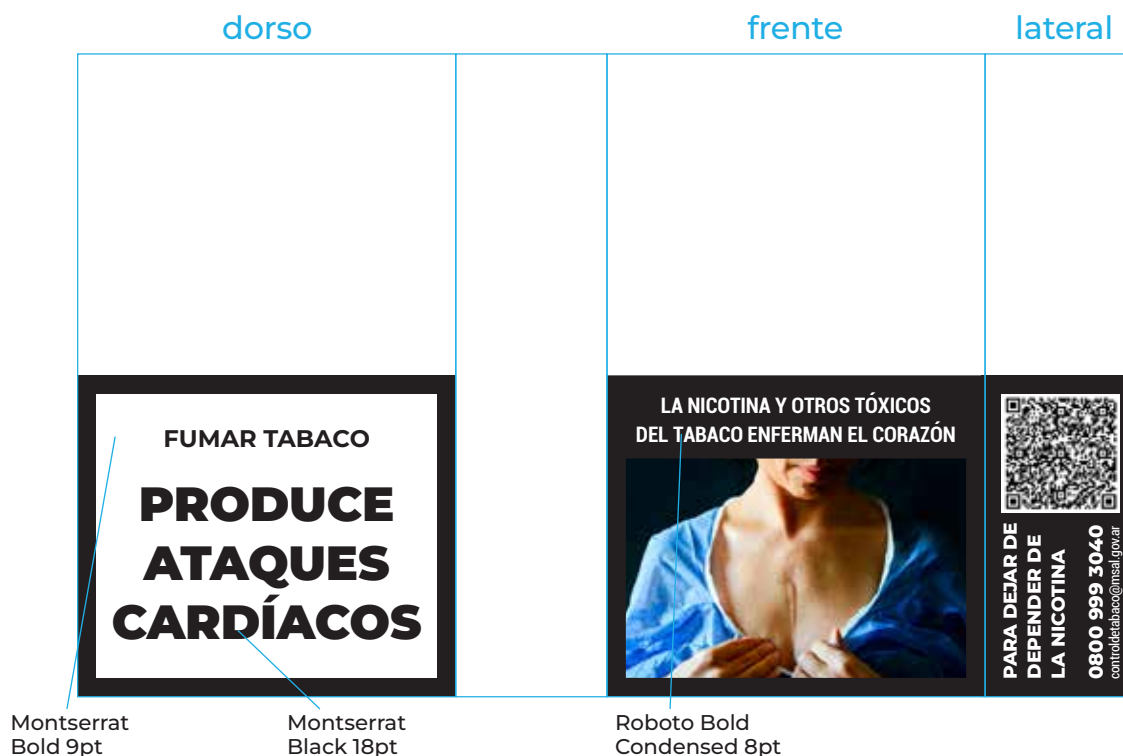 dorso
frente
lateral
FUMAR TABACO
PRODUCE
ATAQUES
CARDÍACOS
LA NICOTINA Y OTROS TÓXICOS
DEL TABACO ENFERMAN EL CORAZÓN
PARA DEJAR DE
DEPENDER DE
LA NICOTINA
0800 999 3040
controldetabaco@msal.gov.ar
Montserrat
Bold 9pt
Montserrat
Black 18pt
Roboto Bold
Condensed 8pt